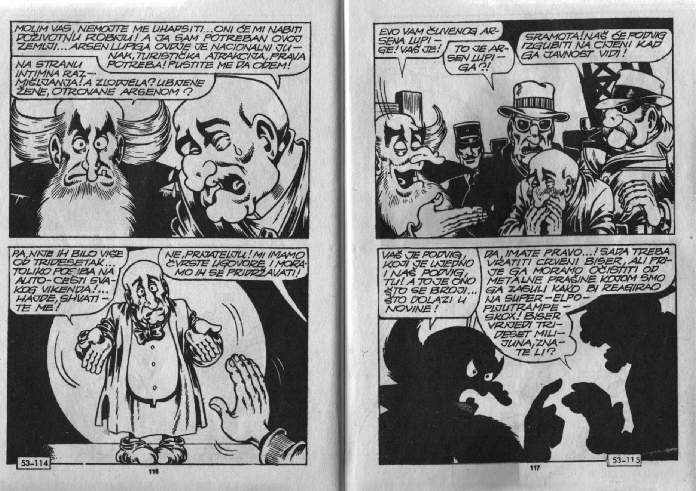 MOLIM VAS, NEMOJTE ME UHAPSITI...ONI ĆE MI NABITI
DOŽIVOTNU ROBIJU! A JA SAM POTREBAN OVOJ
ZEMLJI...ARSEN LUPIGA OVDJE JE NACIONALNI JU-
NAK, TURISTIČKA ATRAKCIJA, PRAVA
POTREBA! PUSTITE ME DA ODEM!
NA STRANU
INTIMNA RAZ-
MIŠLJANJA! A ZLODJELA? UBIJENE
ŽENE, OTROVANE ARSENOM?
PA, NIJE IH BILO VIŠE
OD TRIDESETAK...
TOLIKO POGIBA NA
AUTO-CESTI SVA-
KOG VIKENDA!...
HAJDE, SHVATI-
TE ME!
NE, PRIJATELJU! MI IMAMO
ČVRSTE UGOVORE I MORA-
MO IH SE PRIDRŽAVATI!
53-114
116
EVO VAM ČUVENOG AR-
SENA LUPI-
GE! VAŠ JE!
TO JE AR-
SEN LUPI-
GA?!
SRAMOTA! NAŠ ĆE PODVIG
IZGUBITI NA CIJENI KAD
GA JAVNOST VIDI!
VAŠ JE PODVIG,
KOJI JE UJEDNO
I NAŠ PODVIG,
TU! A TO JE ONO
ŠTO SE BROJI...
ŠTO DOLAZI U
NOVINE!
DA, IMATE PRAVO...! SADA TREBA
VRATITI CRVENI BISER, ALI PRI-
JE GA MORAMO OČISTITI OD
METALNE PRAŠINE KOJOM SMO
GA ZASULI KAKO BI REAGIRAO
NA SUPER-ELPO-
PIJUTRAMPE-
SKOX! BISER
VRIJEDI TRI-
DESET MILI-
JUNA, ZNA-
TE LI?
117
53-115